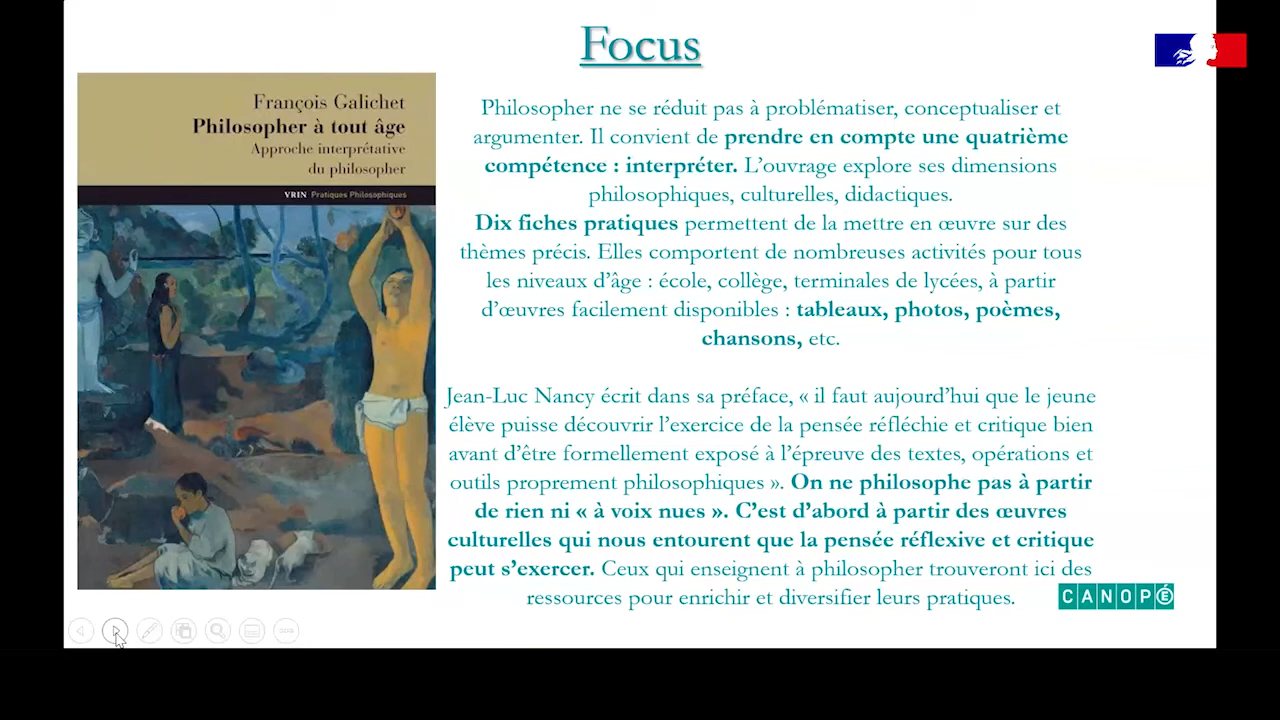 Focus
François Galichet
Philosopher à tout âge
Approche interprétative
du philosopher
VRIN Pratiques Philosophiques
Philosopher ne se réduit pas à problématiser, conceptualiser et
argumenter. Il convient de prendre en compte une quatrième
compétence : interpréter. L’ouvrage explore ses dimensions
philosophiques, culturelles, didactiques.
Dix fiches pratiques permettent de la mettre en œuvre sur des
thèmes précis. Elles comportent de nombreuses activités pour tous
les niveaux d’âge : école, collège, terminales de lycées, à partir
d’œuvres facilement disponibles : tableaux, photos, poèmes,
chansons, etc.
Jean-Luc Nancy écrit dans sa préface, « il faut aujourd’hui que le jeune
élève puisse découvrir l’exercice de la pensée réfléchie et critique bien
avant d’être formellement exposé à l’épreuve des textes, opérations et
outils proprement philosophiques ». On ne philosophe pas à partir
de rien ni « à voix nues ». C’est d’abord à partir des œuvres
culturelles qui nous entourent que la pensée réflexive et critique
peut s’exercer. Ceux qui enseignent à philosopher trouveront ici des
ressources pour enrichir et diversifier leurs pratiques.
CANOPÉ